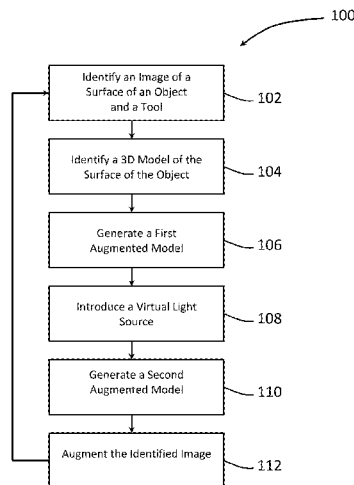 100
Identify an Image of a
Surface of an Object
and a Tool
102
Identify a 3D Model of the
Surface of the Object
104
Generate a First
Augmented Model
106
Introduce a Virtual Light
Source
108
Generate a Second
Augmented Model
110
Augment the Identified Image
112